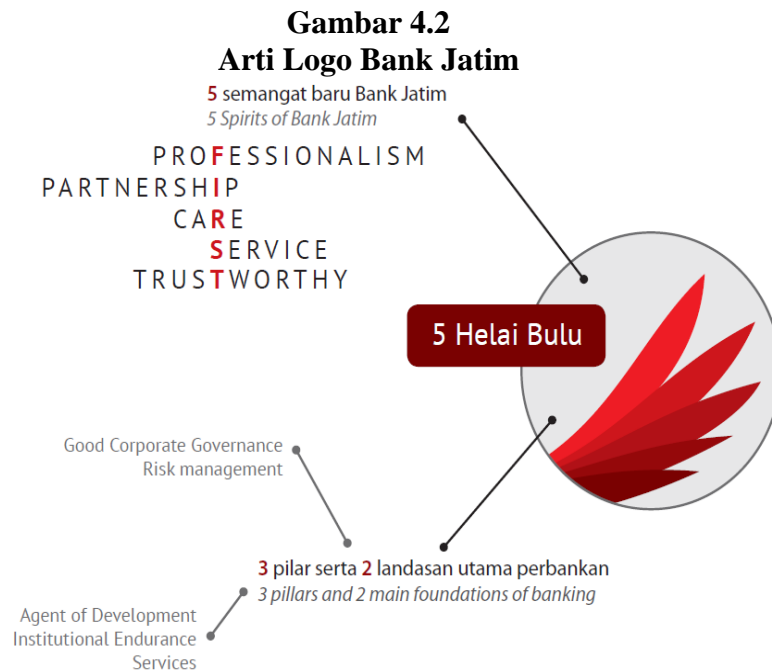 Gambar 4.2
Arti Logo Bank Jatim
5 semangat baru Bank Jatim
5 Spirits of Bank Jatim
PROFESSIONALISM
PARTNERSHIP
CARE
SERVICE
TRUSTWORTHY
5 Helai Bulu
Good Corporate Governance
Risk management
3 pilar serta 2 landasan utama perbankan
3 pillars and 2 main foundations of banking
Agent of Development
Institutional Endurance
Services